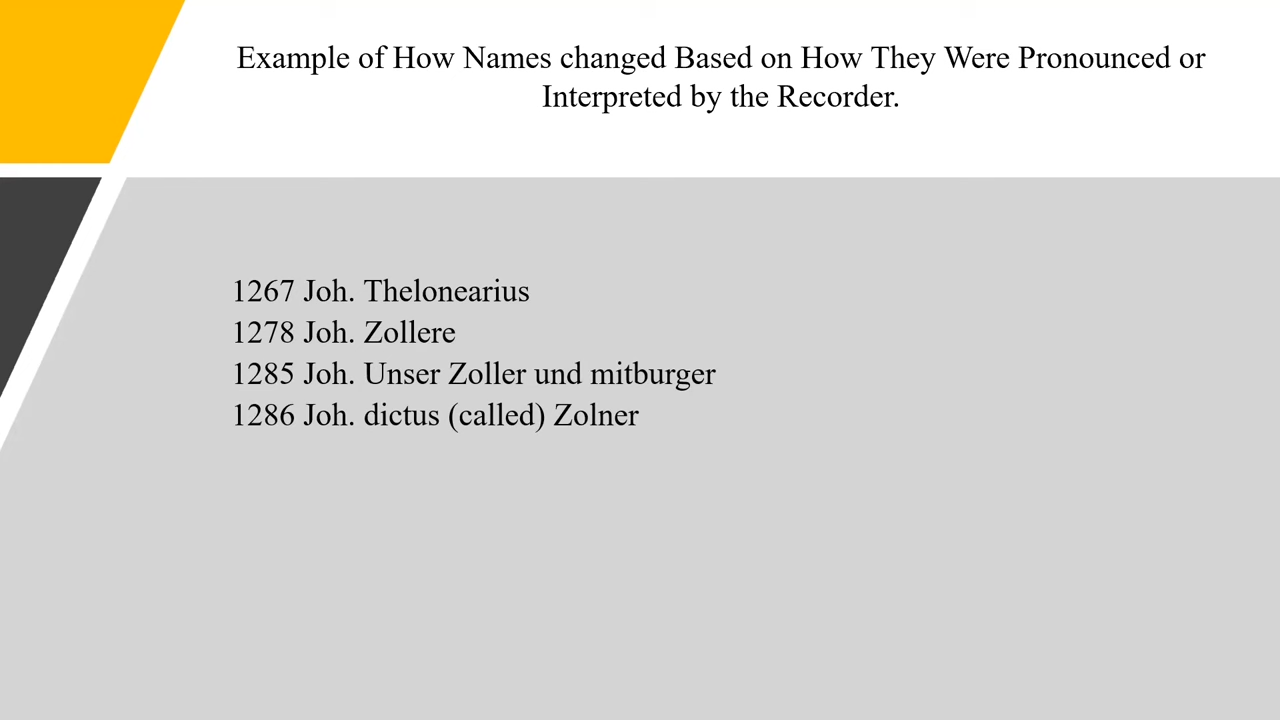 Example of How Names changed Based on How They Were Pronounced or
Interpreted by the Recorder.
1267 Joh. Thelonearius
1278 Joh. Zollere
1285 Joh. Unser Zoller und mitburger
1286 Joh. dictus (called) Zolner